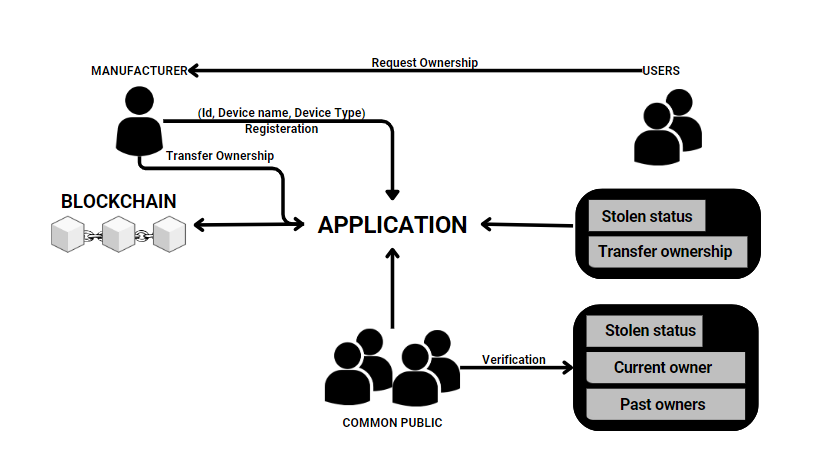 Request Ownership
MANUFACTURER
USERS
(Id, Device name, Device Type)
Registeration
Transfer Ownership
BLOCKCHAIN
APPLICATION
Stolen status
Transfer ownership
Stolen status
Verification
Current owner
Past owners
COMMON PUBLIC